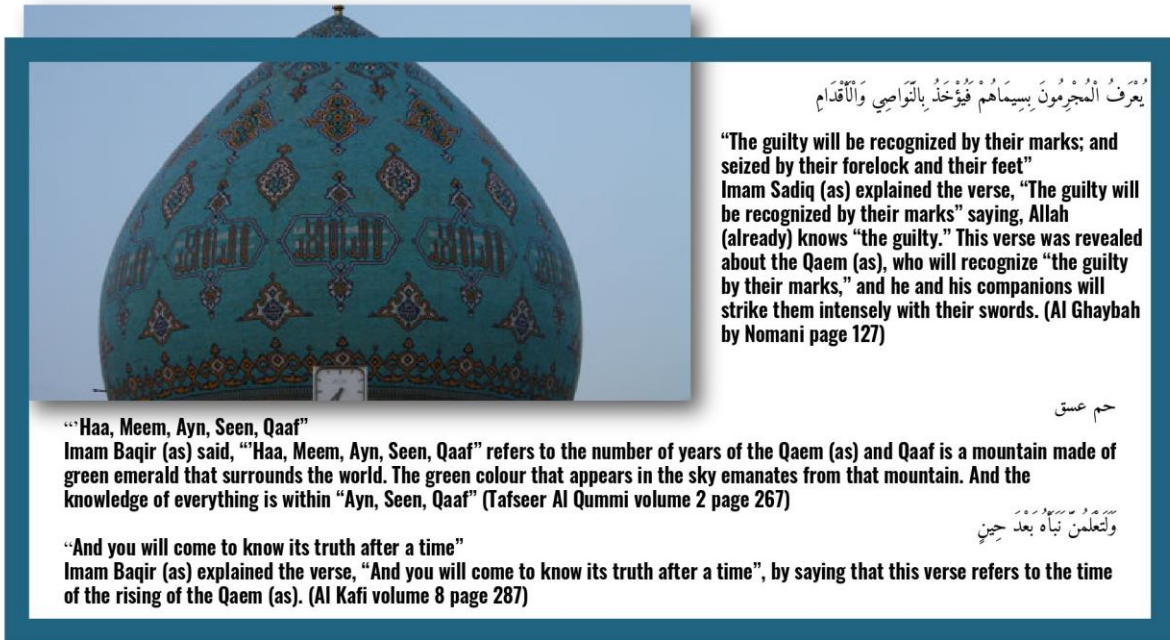 يُعْرَفُ الْمُجْرِمُونَ بِسِيمَاهُمْ فَيُؤْخَذُ بِالنَّوَاصِي وَالْأَقْدَامِ
“The guilty will be recognized by their marks; and
seized by their forelock and their feet”
Imam Sadiq (as) explained the verse, “The guilty will
be recognized by their marks” saying, Allah
(already) knows “the guilty.” This verse was revealed
about the Qaem (as), who will recognize “the guilty
by their marks,” and he and his companions will
strike them intensely with their swords. (Al Ghaybah
by Nomani page 127)
حم عسق
“’Haa, Meem, Ayn, Seen, Qaaf”
Imam Baqir (as) said, “’Haa, Meem, Ayn, Seen, Qaaf” refers to the number of years of the Qaem (as) and Qaaf is a mountain made of
green emerald that surrounds the world. The green colour that appears in the sky emanates from that mountain. And the
knowledge of everything is within “Ayn, Seen, Qaaf” (Tafseer Al Qummi volume 2 page 267)
وَلَتَعْلَمُنَّ نَبَأَهُ بَعْدَ حِينٍ
“And you will come to know its truth after a time”
Imam Baqir (as) explained the verse, “And you will come to know its truth after a time”, by saying that this verse refers to the time
of the rising of the Qaem (as). (Al Kafi volume 8 page 287)